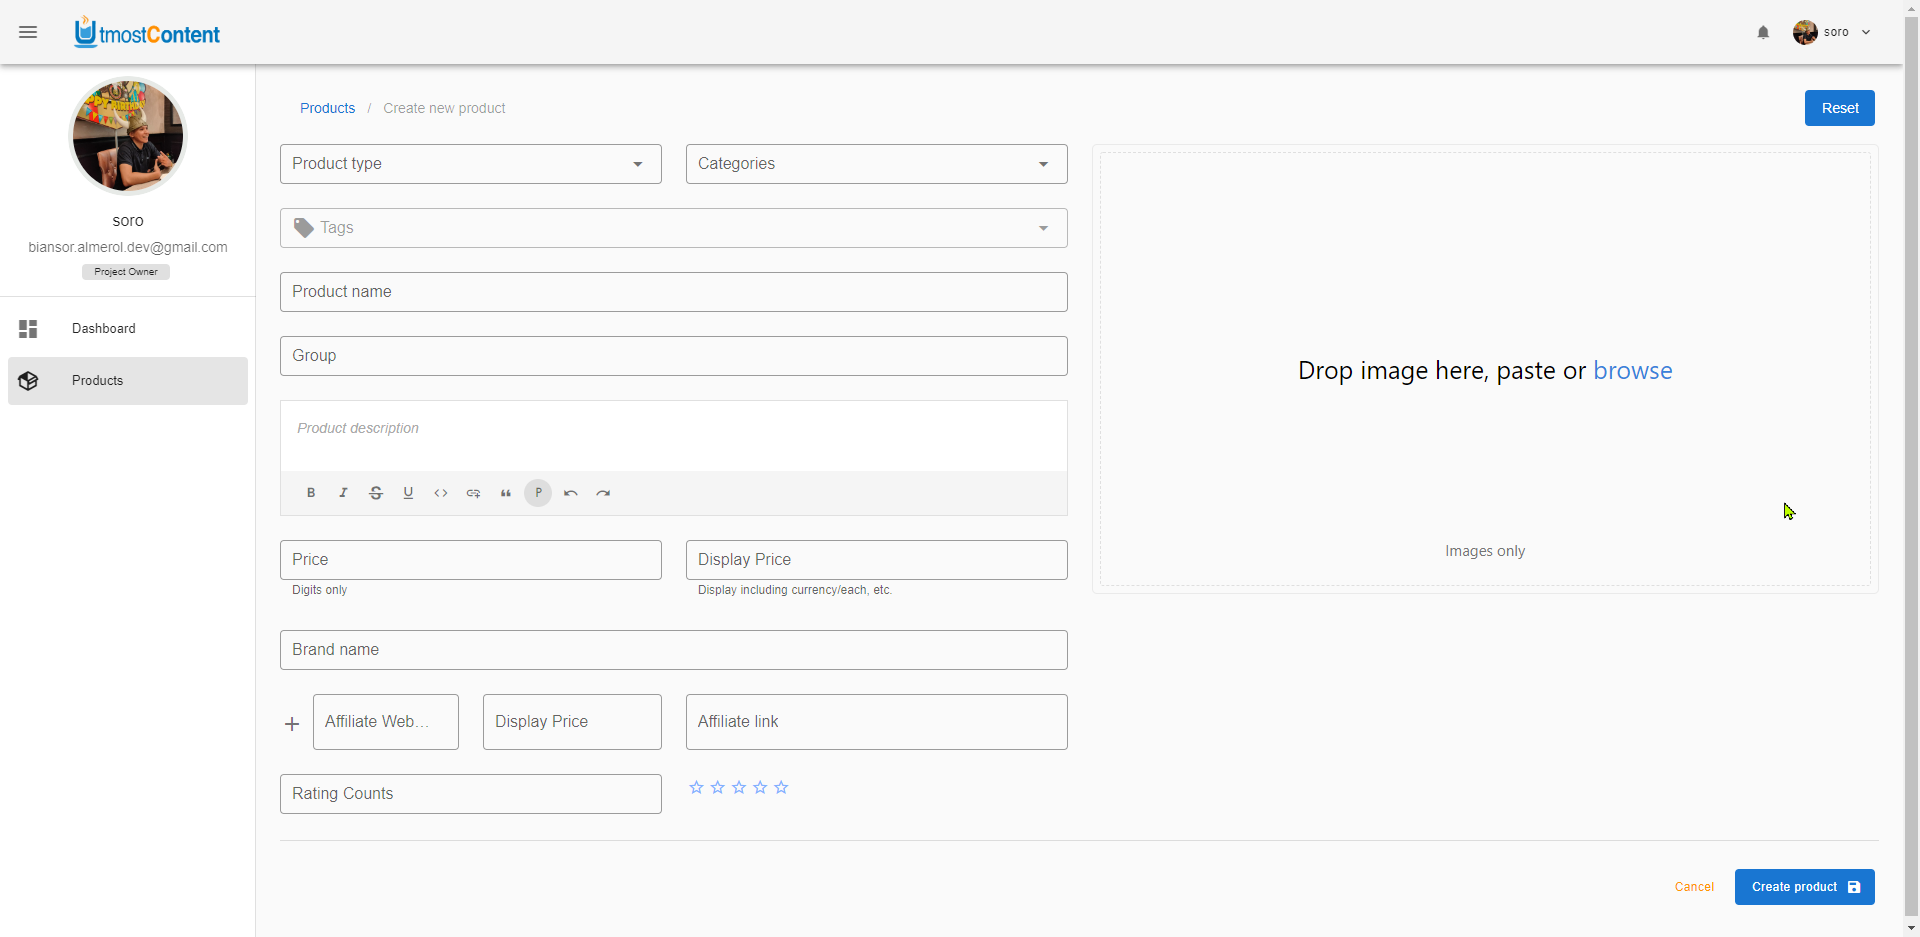 UtmostContent
soro
soro
biansor.almerol.dev@gmail.com
Project Owner
Dashboard
Products
Products / Create new product
Reset
Product type
Categories
Tags
Product name
Group
Product description
B I S U <> “ P
Price
Digits only
Display Price
Display including currency/each, etc.
Brand name
+ Affiliate Web...
Display Price
Affiliate link
Rating Counts
Drop image here, paste or browse
Images only
Cancel
Create product